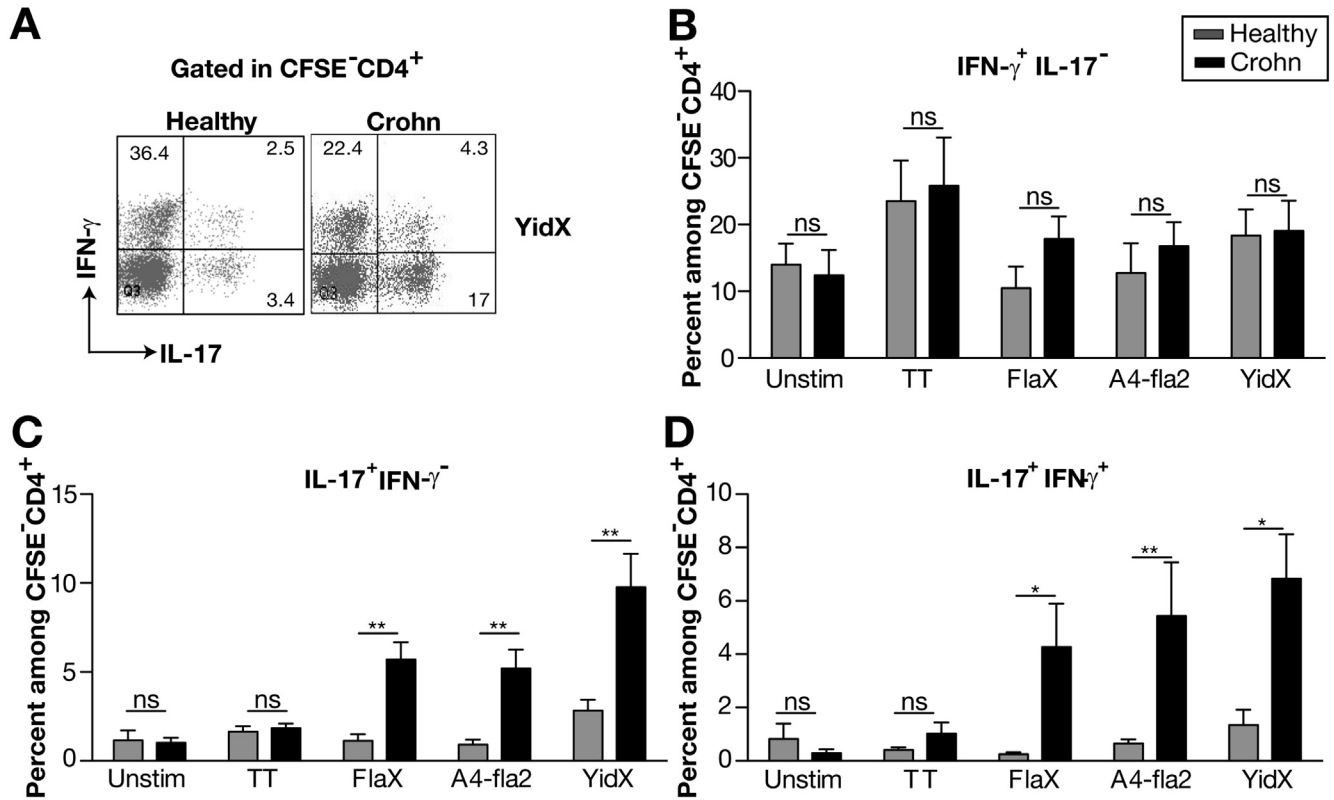 A
Gated in CFSE-CD4+
Healthy
Crohn
36.4
2.5
22.4
4.3
Q3
3.4
Q3
17
YidX
IFN-γ
IL-17
B
Healthy
Crohn
IFN-γ+ IL-17-
Percent among CFSE-CD4+
40
30
20
10
0
ns
ns
ns
ns
ns
Unstim
TT
FlaX
A4-fla2
YidX
C
IL-17+IFN-γ-
Percent among CFSE-CD4+
15
10
5
0
ns
ns
**
**
**
Unstim
TT
FlaX
A4-fla2
YidX
D
IL-17+ IFN-γ+
Percent among CFSE-CD4+
10
8
6
4
2
0
ns
ns
*
**
*
Unstim
TT
FlaX
A4-fla2
YidX